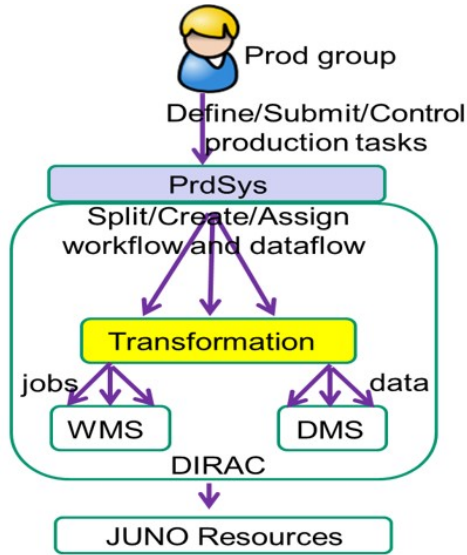 Prod group
Define/Submit/Control
production tasks
PrdSys
Split/Create/Assign
workflow and dataflow
Transformation
jobs
data
WMS
DMS
DIRAC
JUNO Resources